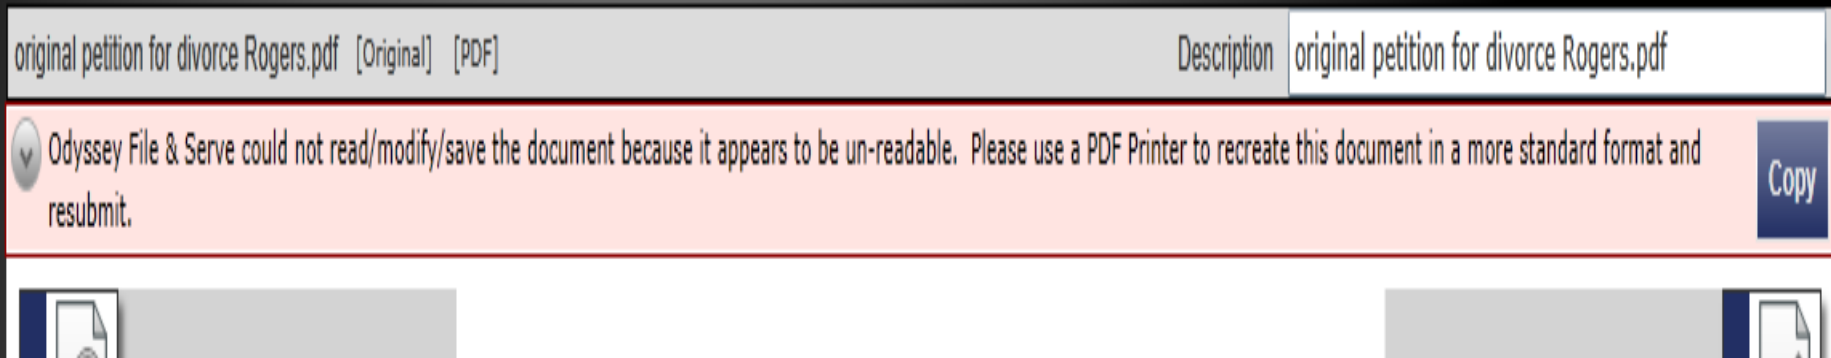 original petition for divorce Rogers.pdf [Original] [PDF]
Description original petition for divorce Rogers.pdf
Odyssey File & Serve could not read/modify/save the document because it appears to be un-readable.  Please use a PDF Printer to recreate this document in a more standard format and
resubmit.
Copy